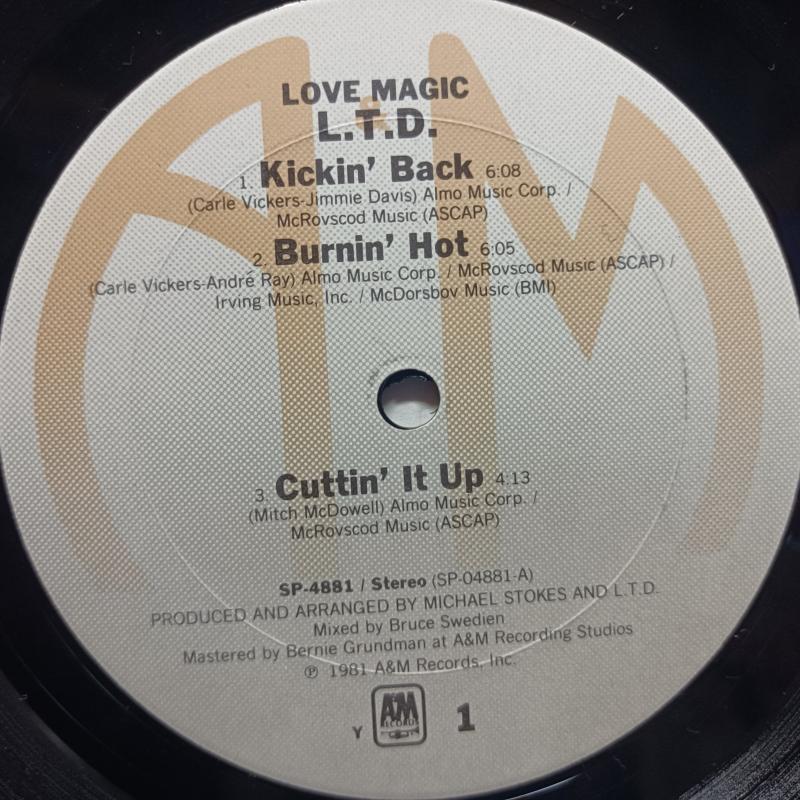 LOVE MAGIC
L.T.D.
1. Kickin' Back 6:08
(Carle Vickers-Jimmie Davis) Almo Music Corp. /
McRovscod Music (ASCAP)
2. Burnin' Hot 6:05
(Carle Vickers-André Ray) Almo Music Corp. / McRovscod Music (ASCAP) /
Irving Music, Inc. / McDorsbov Music (BMI)
3. Cuttin' It Up 4:13
(Mitch McDowell) Almo Music Corp. /
McRovscod Music (ASCAP)
SP-4881 / Stereo (SP-04881-A)
PRODUCED AND ARRANGED BY MICHAEL STOKES AND L.T.D.
Mixed by Bruce Swedien
Mastered by Bernie Grundman at A&M Recording Studios
℗ 1981 A&M Records, Inc.
Y A&M RECORDS 1